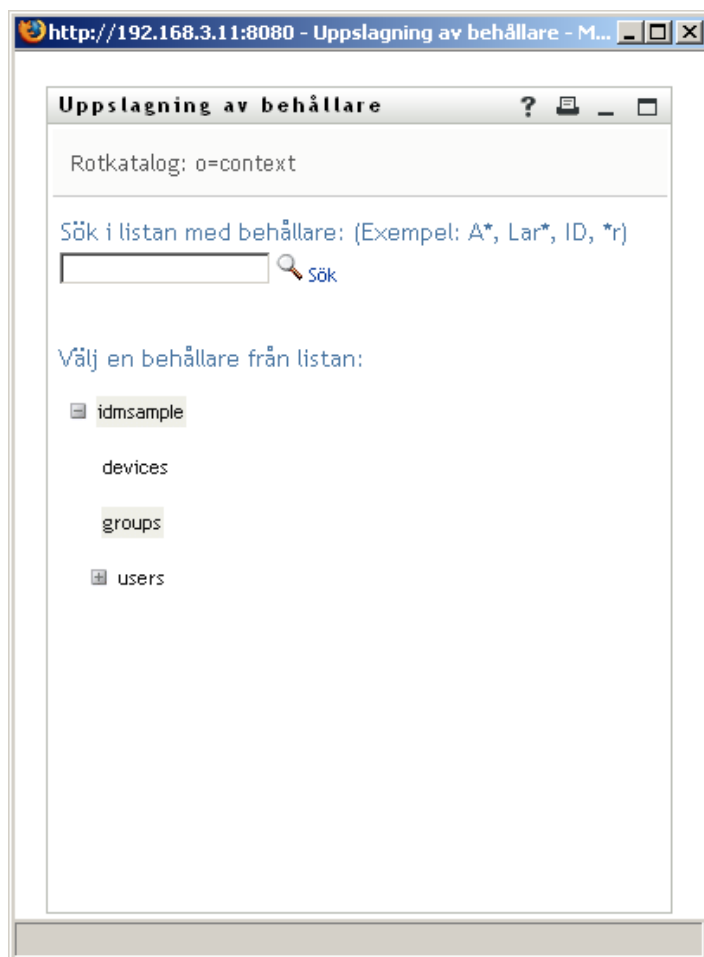 http://192.168.3.11:8080 - Uppslagning av behållare - M...
Uppslagning av behållare
Rotkatalog: o=context
Sök i listan med behållare: (Exempel: A*, Lar*, ID, *r)
Sök
Välj en behållare från listan:
idmsample
devices
groups
users